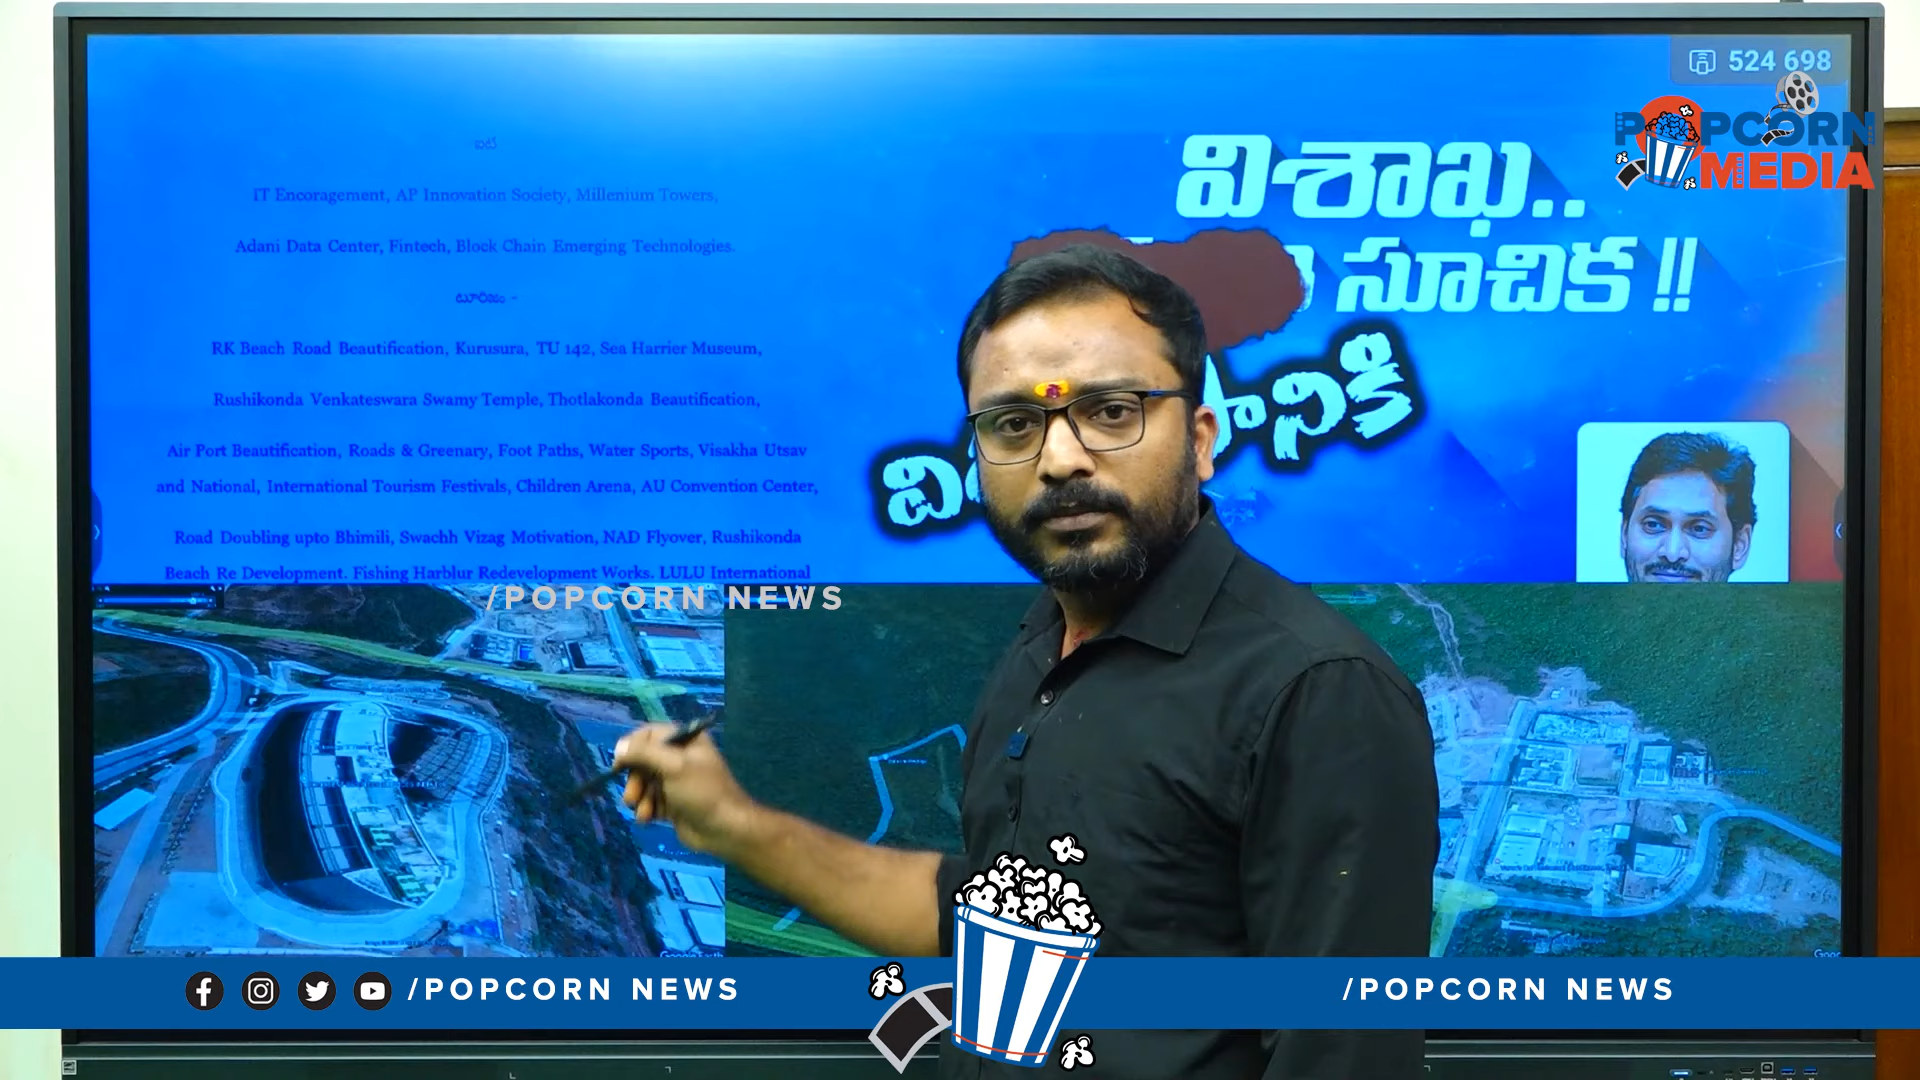 524 698
POPCORN
MEDIA
ఐటీ
IT Encoragement, AP Innovation Society, Millenium Towers,
Adani Data Center, Fintech, Block Chain Emerging Technologies.
టూరిజం -
RK Beach Road Beautification, Kurusura, TU 142, Sea Harrier Museum,
Rushikonda Venkateswara Swamy Temple, Thotlakonda Beautification,
Air Port Beautification, Roads & Greenary, Foot Paths, Water Sports, Visakha Utsav
and National, International Tourism Festivals, Children Arena, AU Convention Center,
Road Doubling upto Bhimili, Swachh Vizag Motivation, NAD Flyover, Rushikonda
Beach Re Development. Fishing Harblur Redevelopment Works. LULU International
విశాఖ..
సూచిక !!
/POPCORN NEWS
Google Earth
/POPCORN NEWS
/POPCORN NEWS